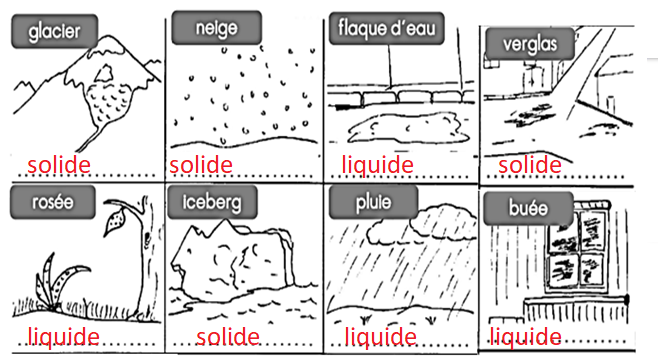 glacier
neige
flaque d'eau
verglas
solide
solide
liquide
solide
rosée
iceberg
pluie
buée
liquide
solide
liquide
liquide